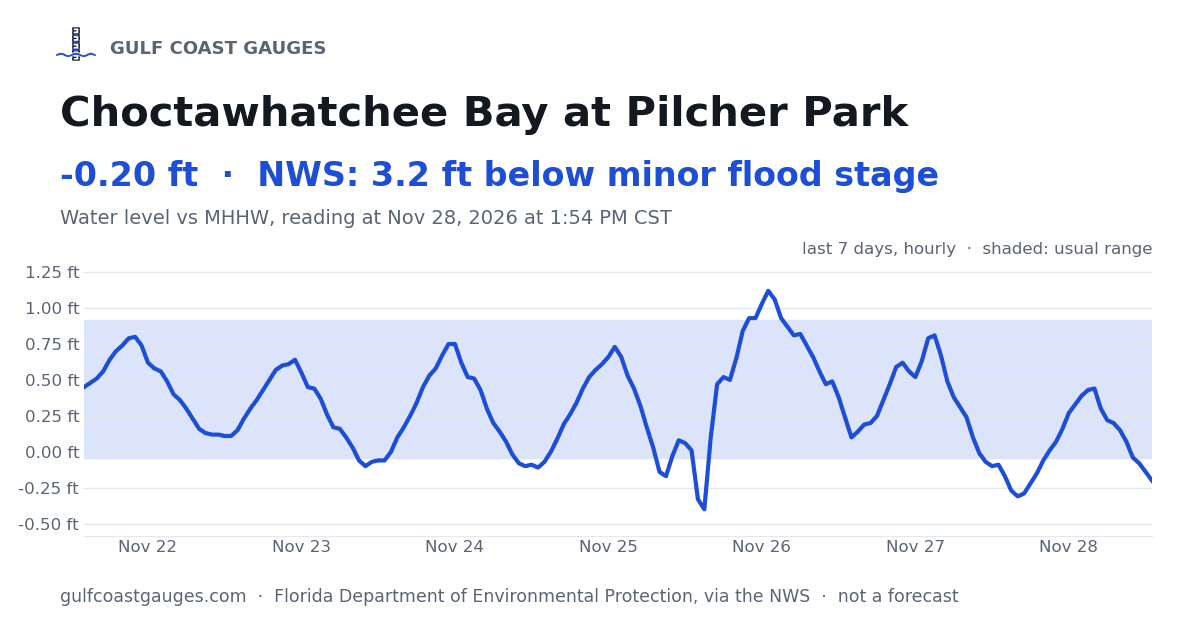 GULF COAST GAUGES
Choctawhatchee Bay at Pilcher Park
-0.20 ft · NWS: 3.2 ft below minor flood stage
Water level vs MHHW, reading at Nov 28, 2026 at 1:54 PM CST
last 7 days, hourly · shaded: usual range
1.25 ft
1.00 ft
0.75 ft
0.50 ft
0.25 ft
0.00 ft
-0.25 ft
-0.50 ft
Nov 22 Nov 23 Nov 24 Nov 25 Nov 26 Nov 27 Nov 28
gulfcoastgauges.com · Florida Department of Environmental Protection, via the NWS · not a forecast